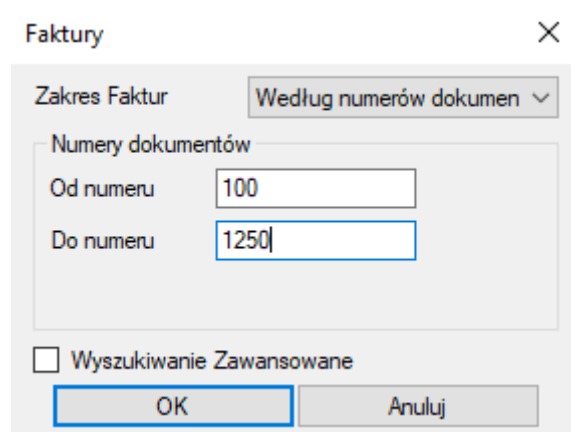 Faktury
Zakres Faktur Według numerów dokumen
Numery dokumentów
Od numeru 100
Do numeru 1250
Wyszukiwanie Zawansowane
OK Anuluj